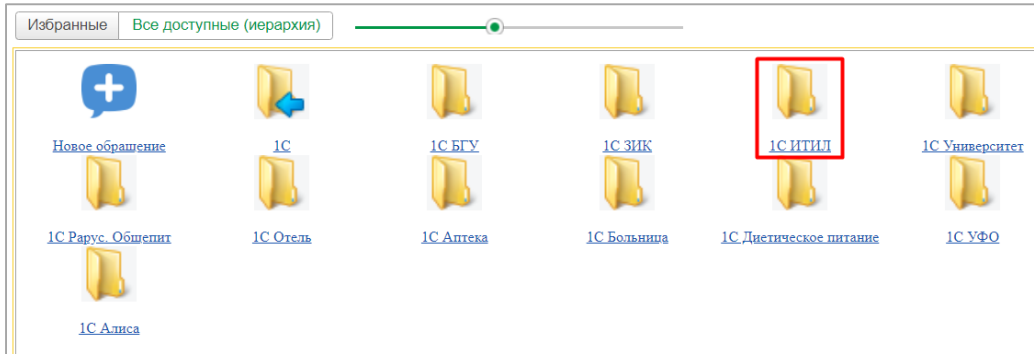 Избранные Все доступные (иерархия)
Новое обращение 1С 1С БГУ 1С ЗИК 1С ИТИЛ 1С Университет
1С Рарус. Общепит 1С Отель 1С Аптека 1С Больница 1С Диетическое питание 1С УФО
1С Алиса